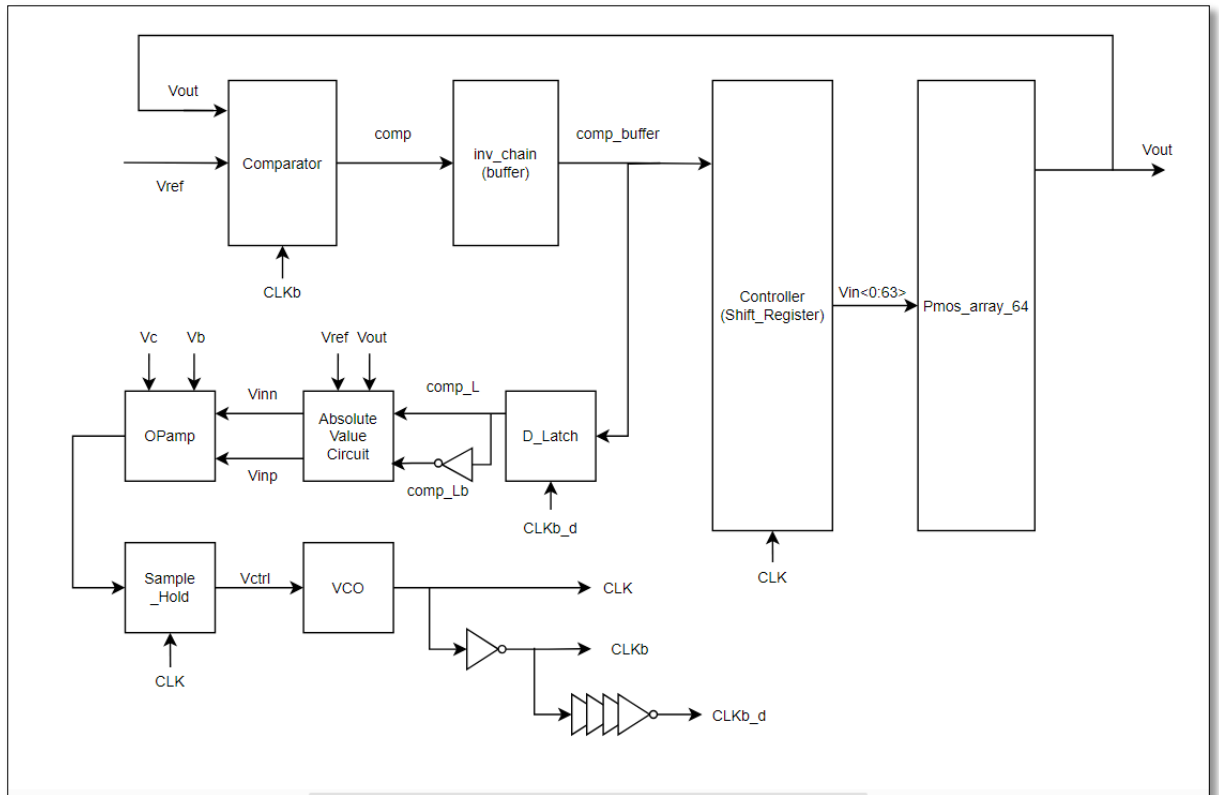 Vout
Vref
Comparator
CLKb
comp
inv_chain
(buffer)
comp_buffer
Controller
(Shift_Register)
CLK
Vin<0:63>
Pmos_array_64
Vout
Vc
Vb
OPamp
Vinn
Vinp
Vref
Vout
Absolute
Value
Circuit
comp_L
comp_Lb
D_Latch
CLKb_d
Sample
_Hold
CLK
Vctrl
VCO
CLK
CLKb
CLKb_d